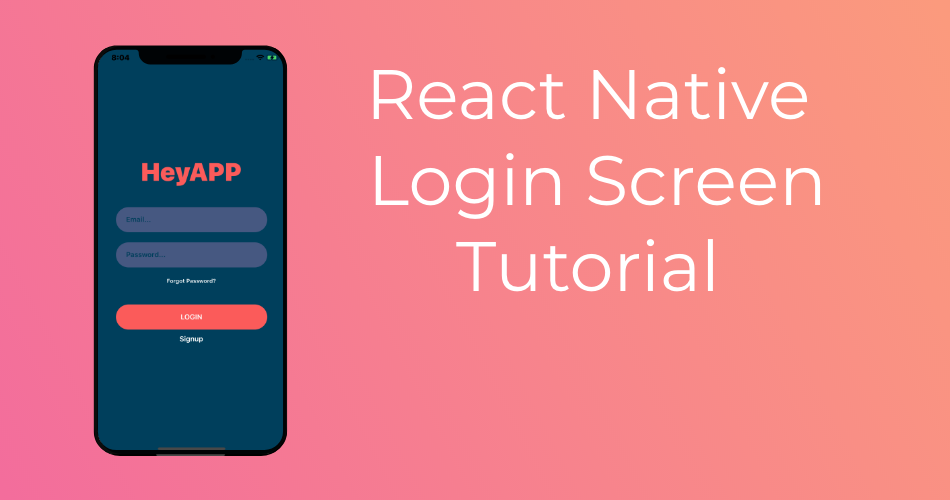 8:04
HeyAPP
Email...
Password...
Forgot Password?
LOGIN
Signup
React Native
Login Screen
Tutorial